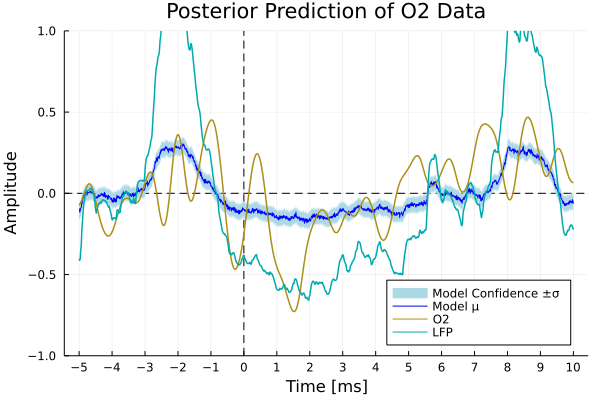 Posterior Prediction of O2 Data
1.0
0.5
0.0
−0.5
−1.0
Amplitude
Model Confidence ±σ
Model μ
O2
LFP
−5 −4 −3 −2 −1 0 1 2 3 4 5 6 7 8 9 10
Time [ms]